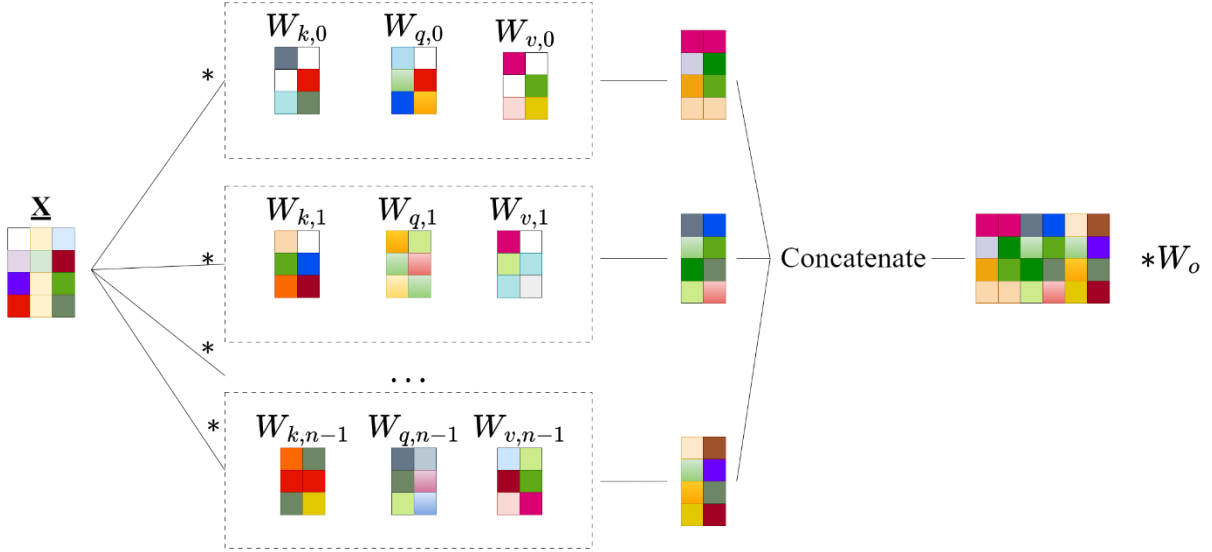 W_{k,0} W_{q,0} W_{v,0}
*
X
W_{k,1} W_{q,1} W_{v,1}
*
Concatenate
*W_o
*
...
W_{k,n-1} W_{q,n-1} W_{v,n-1}
*